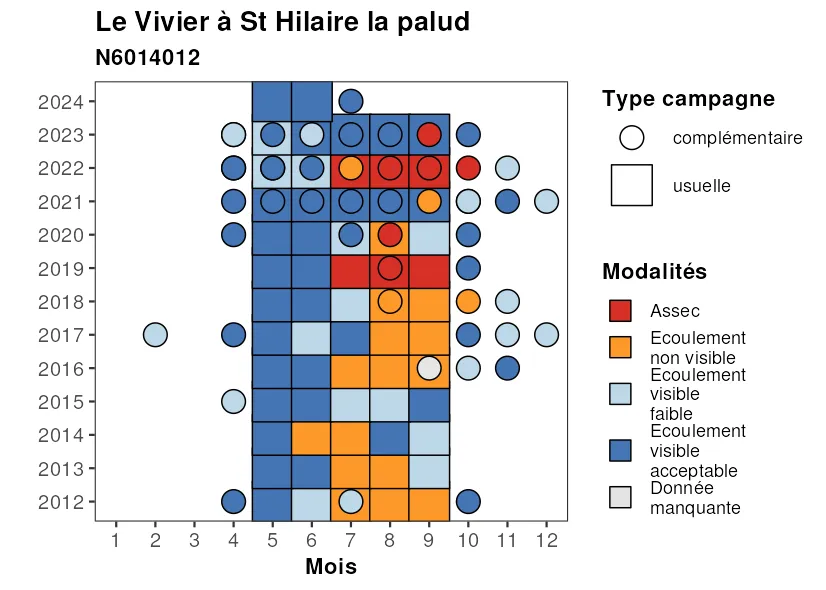 Le Vivier à St Hilaire la palud
N6014012
2024
2023
2022
2021
2020
2019
2018
2017
2016
2015
2014
2013
2012
1 2 3 4 5 6 7 8 9 10 11 12
Mois
Type campagne
complémentaire
usuelle
Modalités
Assec
Ecoulement
non visible
Ecoulement
visible
faible
Ecoulement
visible
acceptable
Donnée
manquante